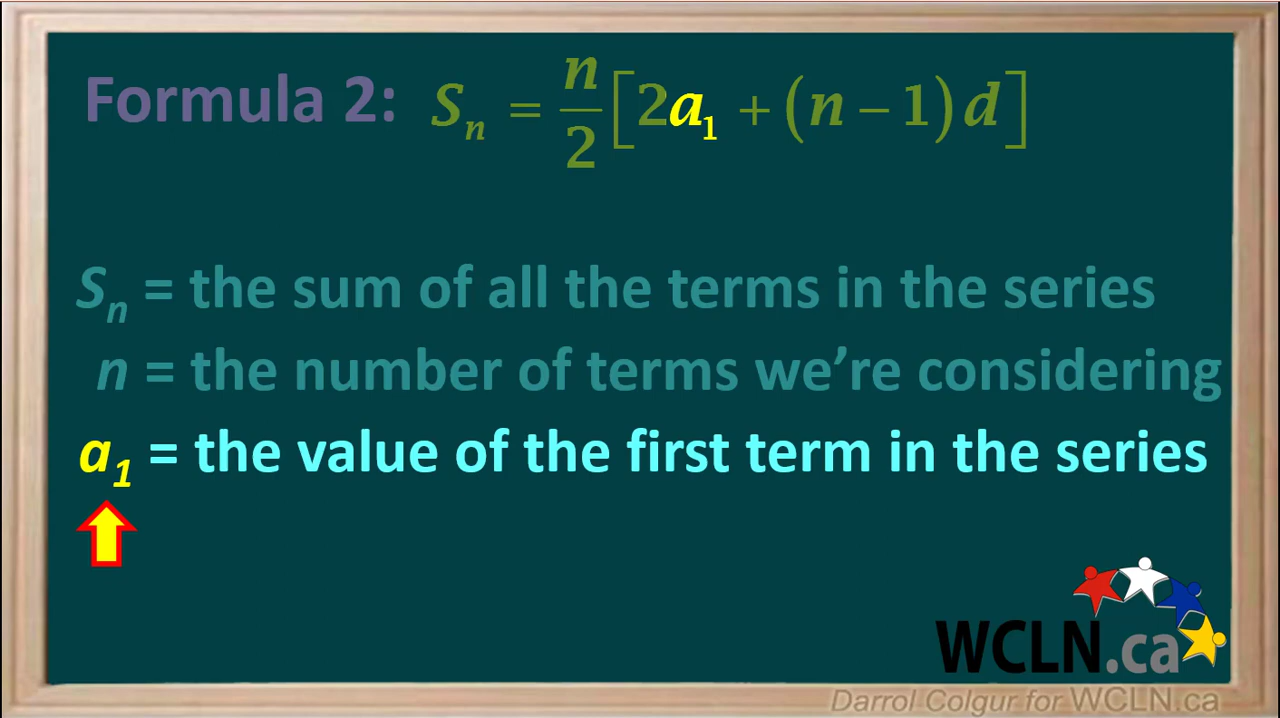 Formula 2: Sₙ = n/2 [2a₁ + (n − 1)d]
Sₙ = the sum of all the terms in the series
n = the number of terms we’re considering
a₁ = the value of the first term in the series
WCLN.ca
Darrol Colgur for WCLN.ca